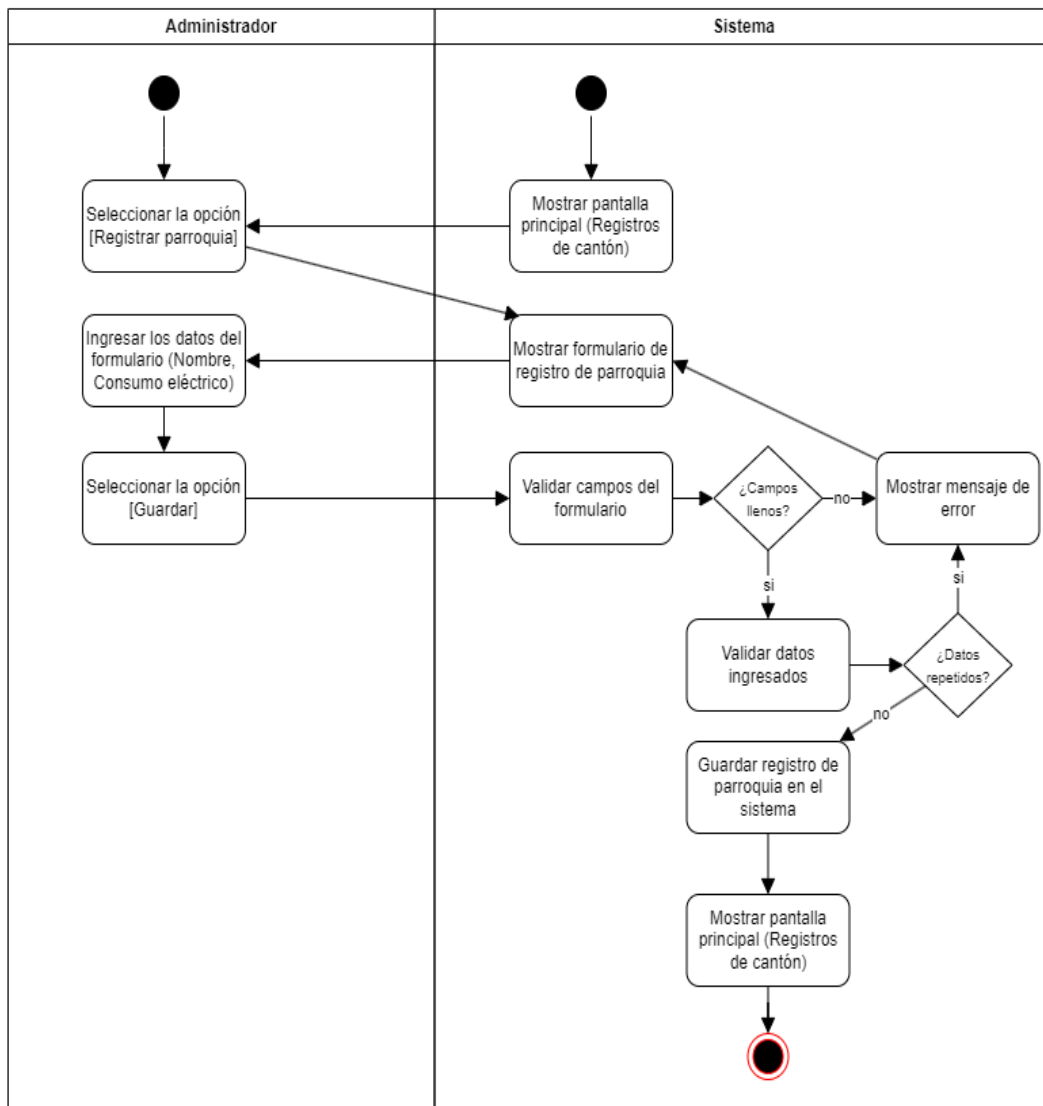 Administrador
Sistema
Seleccionar la opción
[Registrar parroquia]
Mostrar pantalla
principal (Registros
de cantón)
Ingresar los datos del
formulario (Nombre,
Consumo eléctrico)
Mostrar formulario de
registro de parroquia
Seleccionar la opción
[Guardar]
Validar campos del
formulario
¿Campos
llenos?
no
Mostrar mensaje de
error
si
si
Validar datos
ingresados
¿Datos
repetidos?
no
Guardar registro de
parroquia en el
sistema
Mostrar pantalla
principal (Registros
de cantón)